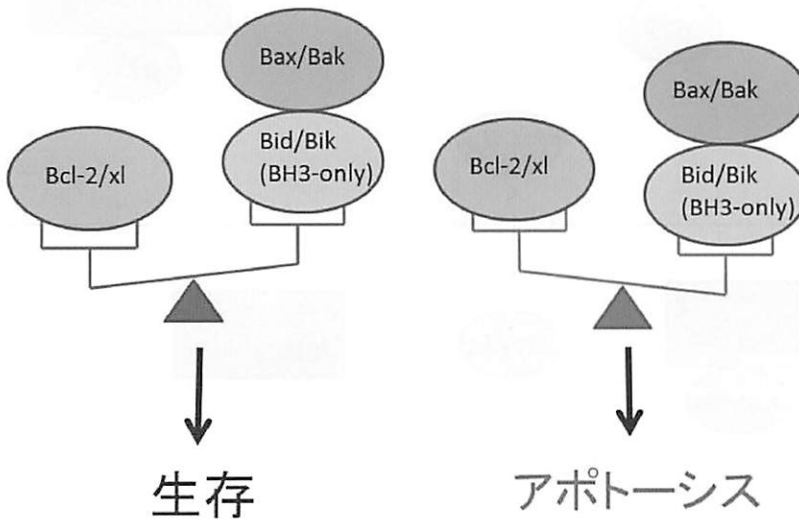 Bax/Bak
Bcl-2/xl
Bid/Bik
(BH3-only)
生存
Bax/Bak
Bcl-2/xl
Bid/Bik
(BH3-only)
アポトーシス